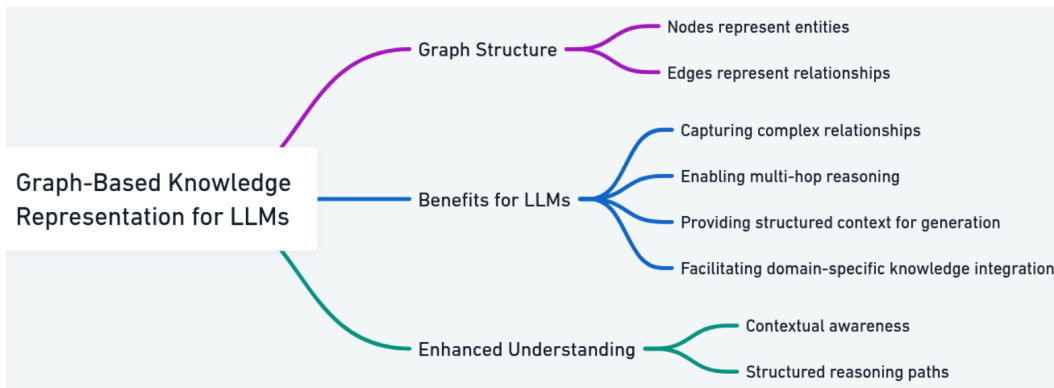 Graph-Based Knowledge
Representation for LLMs
Graph Structure
Nodes represent entities
Edges represent relationships
Benefits for LLMs
Capturing complex relationships
Enabling multi-hop reasoning
Providing structured context for generation
Facilitating domain-specific knowledge integration
Enhanced Understanding
Contextual awareness
Structured reasoning paths